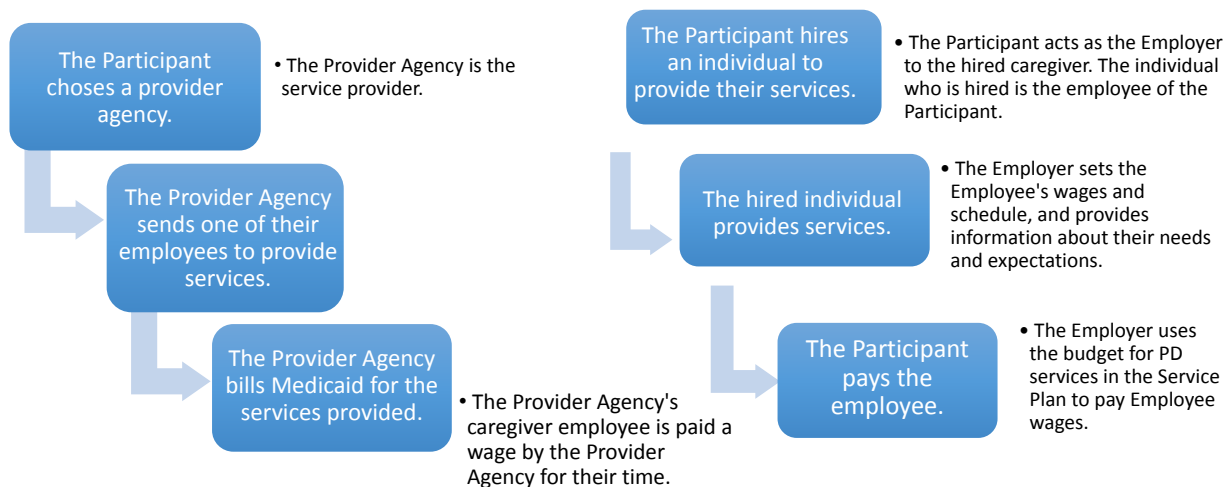 The Participant
choses a provider
agency.
• The Provider Agency is the
service provider.
The Provider Agency
sends one of their
employees to provide
services.
The Provider Agency
bills Medicaid for the
services provided.
• The Provider Agency's
caregiver employee is paid a
wage by the Provider
Agency for their time.
The Participant hires
an individual to
provide their services.
• The Participant acts as the Employer
to the hired caregiver. The individual
who is hired is the employee of the
Participant.
The hired individual
provides services.
• The Employer sets the
Employee's wages and
schedule, and provides
information about their needs
and expectations.
The Participant
pays the
employee.
• The Employer uses
the budget for PD
services in the Service
Plan to pay Employee
wages.